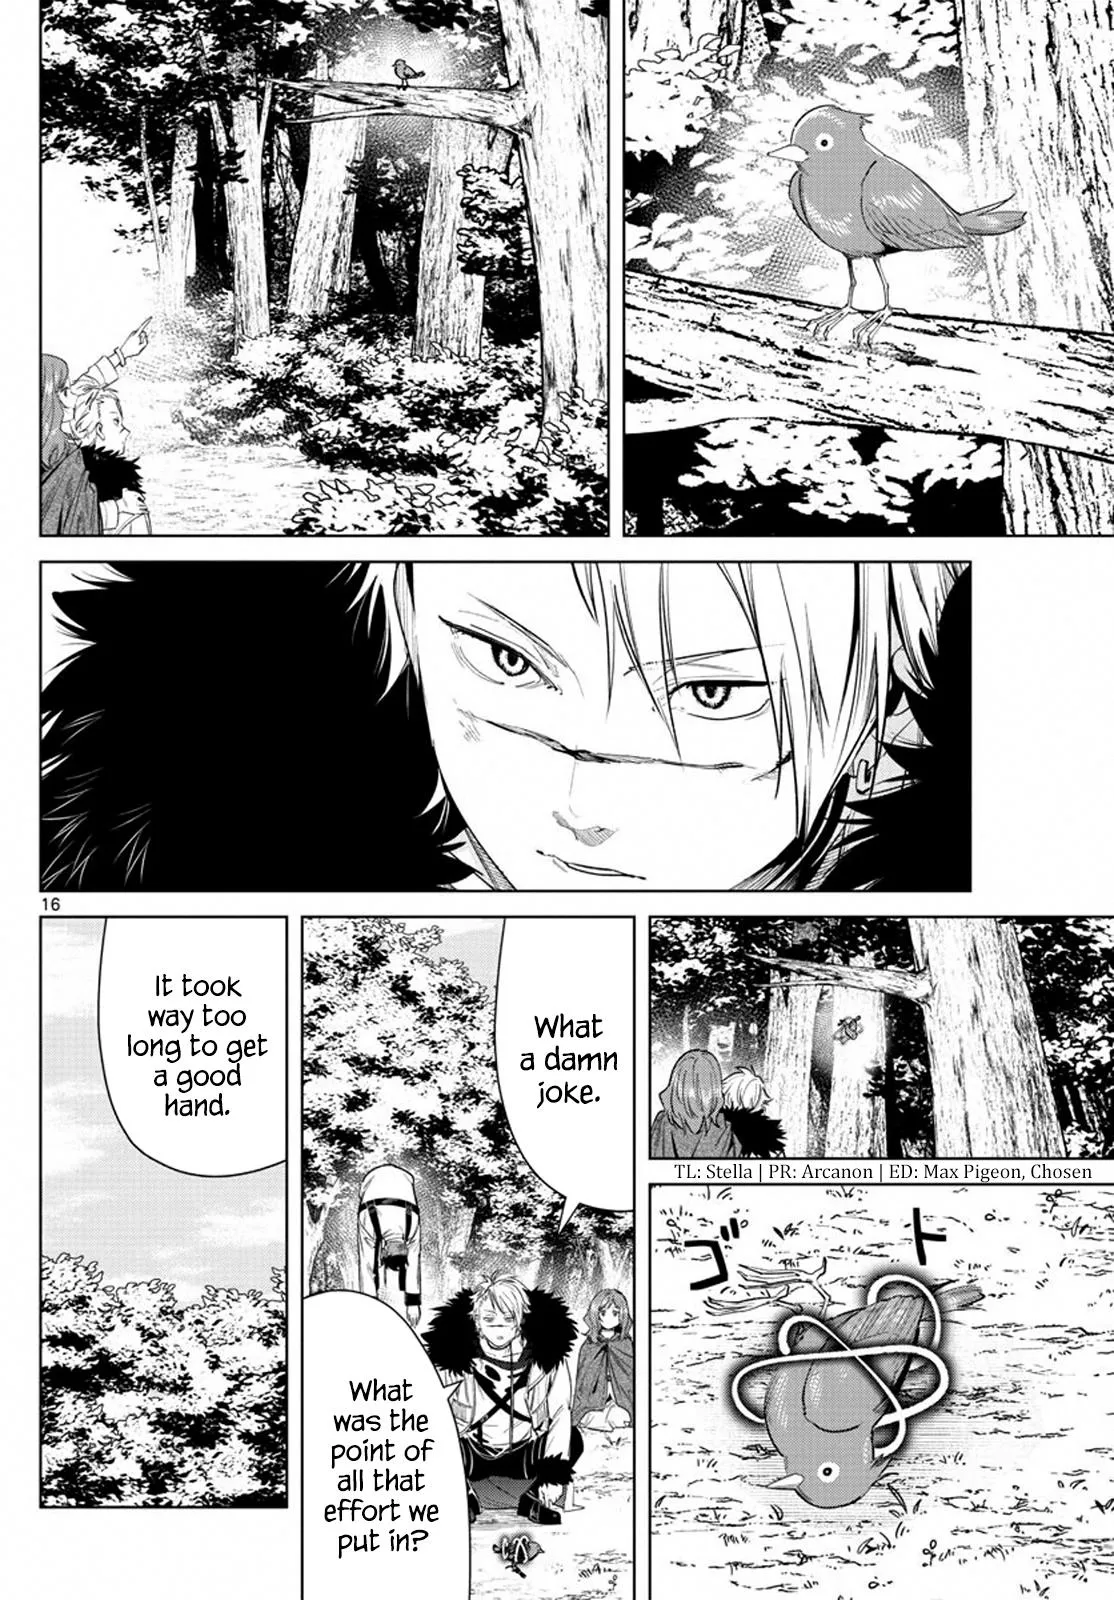 16
TL: Stella | PR: Arcanon | ED: Max Pigeon, Chosen
ゴト
What
a damn
joke.
What
was the
point of
all that
effort we
put in?
It took
way too
long to get
a good
hand.